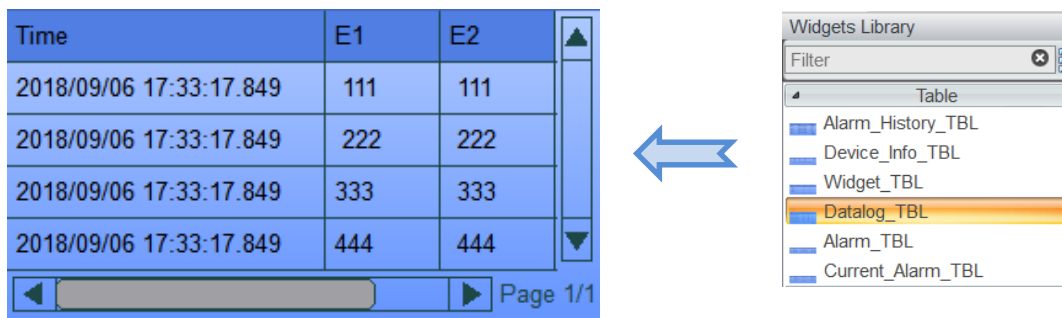 Time E1 E2
2018/09/06 17:33:17.849 111 111
2018/09/06 17:33:17.849 222 222
2018/09/06 17:33:17.849 333 333
2018/09/06 17:33:17.849 444 444
Page 1/1
Widgets Library
Filter
Table
Alarm_History_TBL
Device_Info_TBL
Widget_TBL
Datalog_TBL
Alarm_TBL
Current_Alarm_TBL